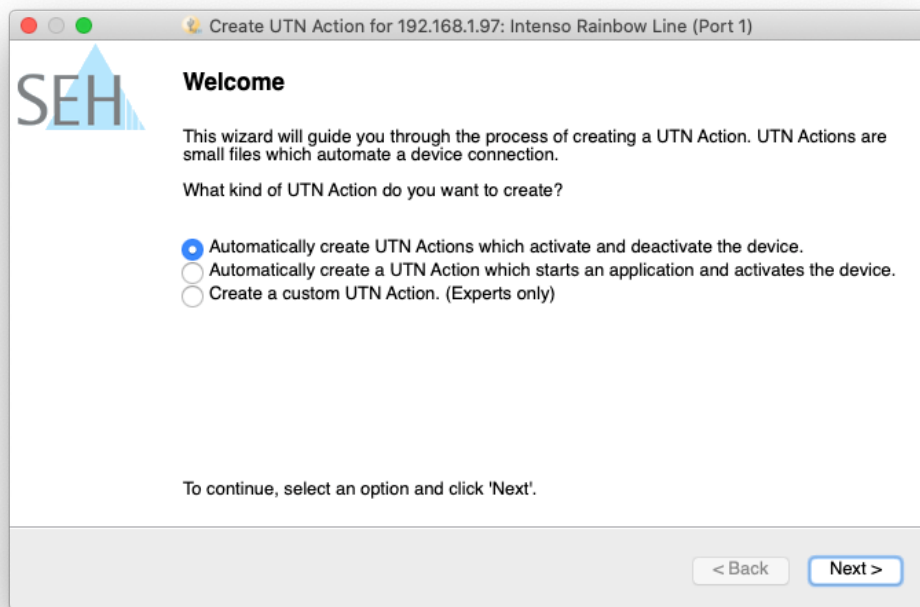 Create UTN Action for 192.168.1.97: Intenso Rainbow Line (Port 1)
SEH
Welcome
This wizard will guide you through the process of creating a UTN Action. UTN Actions are
small files which automate a device connection.
What kind of UTN Action do you want to create?
Automatically create UTN Actions which activate and deactivate the device.
Automatically create a UTN Action which starts an application and activates the device.
Create a custom UTN Action. (Experts only)
To continue, select an option and click 'Next'.
< Back
Next >